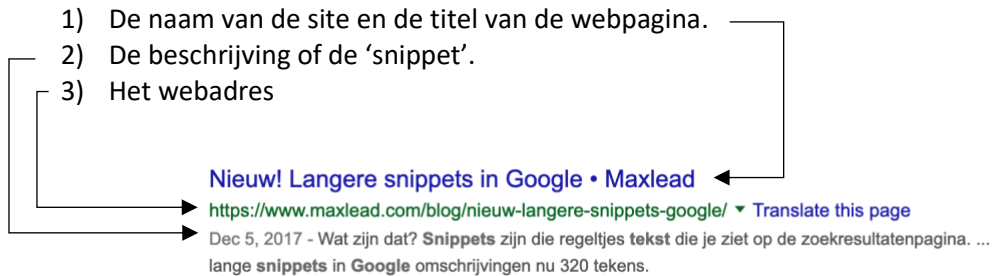 1) De naam van de site en de titel van de webpagina.
2) De beschrijving of de ‘snippet’.
3) Het webadres
Nieuw! Langere snippets in Google • Maxlead
https://www.maxlead.com/blog/nieuw-langere-snippets-google/ ▼ Translate this page
Dec 5, 2017 - Wat zijn dat? Snippets zijn die regeltjes tekst die je ziet op de zoekresultatenpagina. ...
lange snippets in Google omschrijvingen nu 320 tekens.